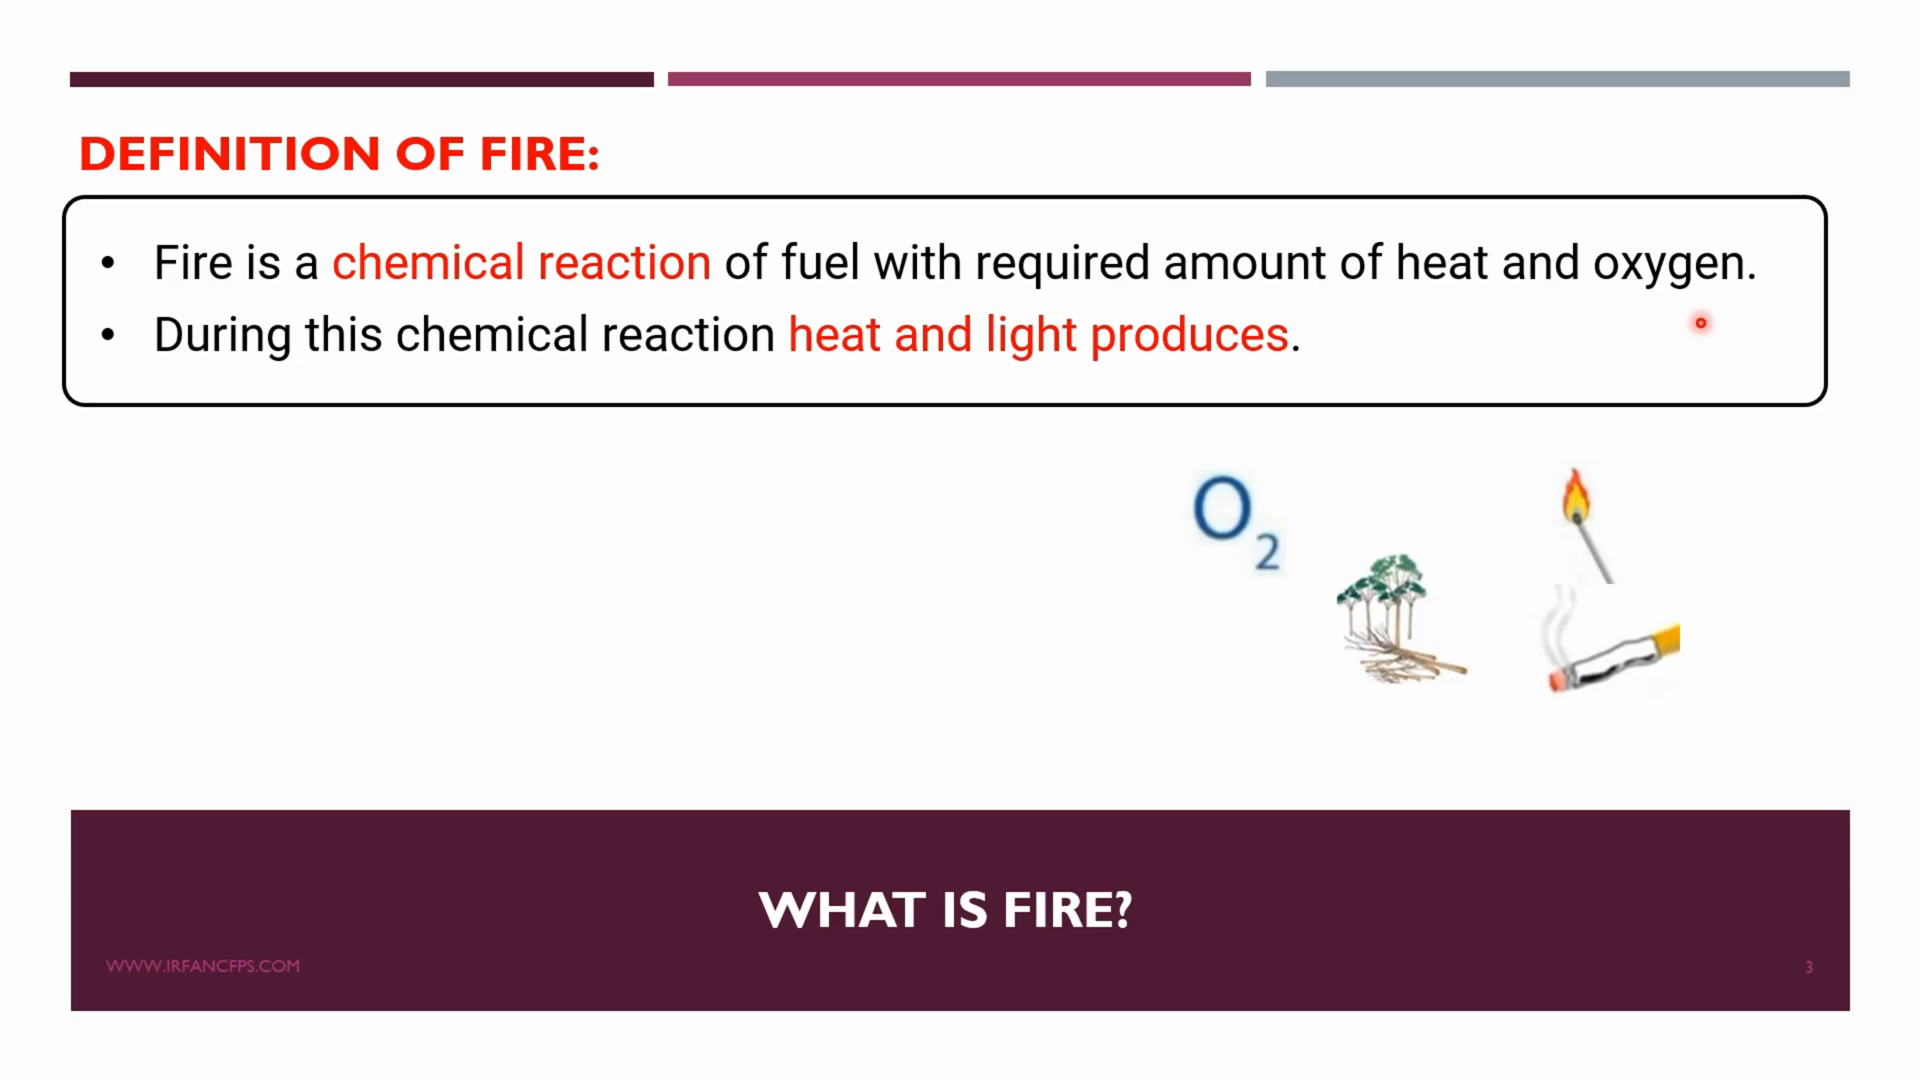 DEFINITION OF FIRE:
• Fire is a chemical reaction of fuel with required amount of heat and oxygen.
• During this chemical reaction heat and light produces.
O2
WHAT IS FIRE?
WWW.IRFANCFPS.COM
3